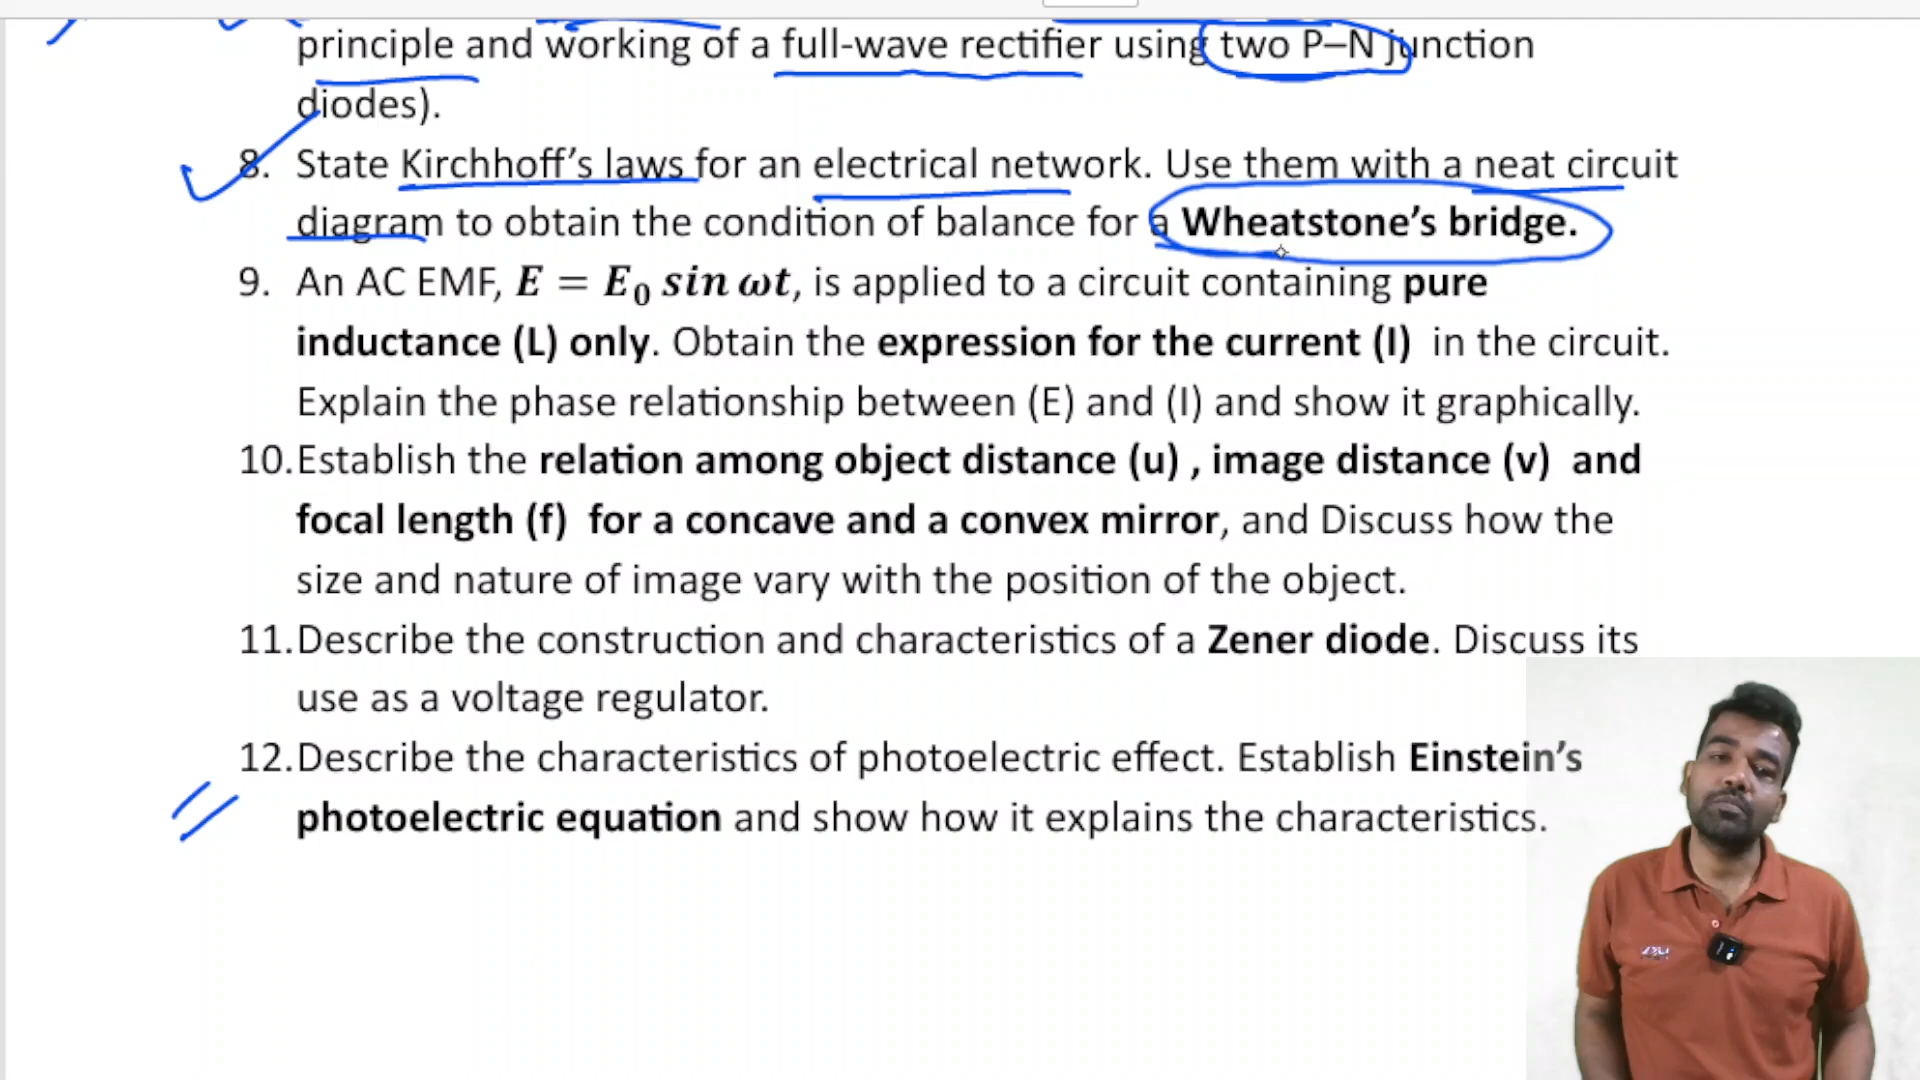 principle and working of a full-wave rectifier using two P–N junction
diodes).
8. State Kirchhoff’s laws for an electrical network. Use them with a neat circuit
diagram to obtain the condition of balance for a Wheatstone’s bridge.
9. An AC EMF, E = E₀ sin ωt, is applied to a circuit containing pure
inductance (L) only. Obtain the expression for the current (I) in the circuit.
Explain the phase relationship between (E) and (I) and show it graphically.
10. Establish the relation among object distance (u) , image distance (v) and
focal length (f) for a concave and a convex mirror, and Discuss how the
size and nature of image vary with the position of the object.
11. Describe the construction and characteristics of a Zener diode. Discuss its
use as a voltage regulator.
12. Describe the characteristics of photoelectric effect. Establish Einstein’s
photoelectric equation and show how it explains the characteristics.